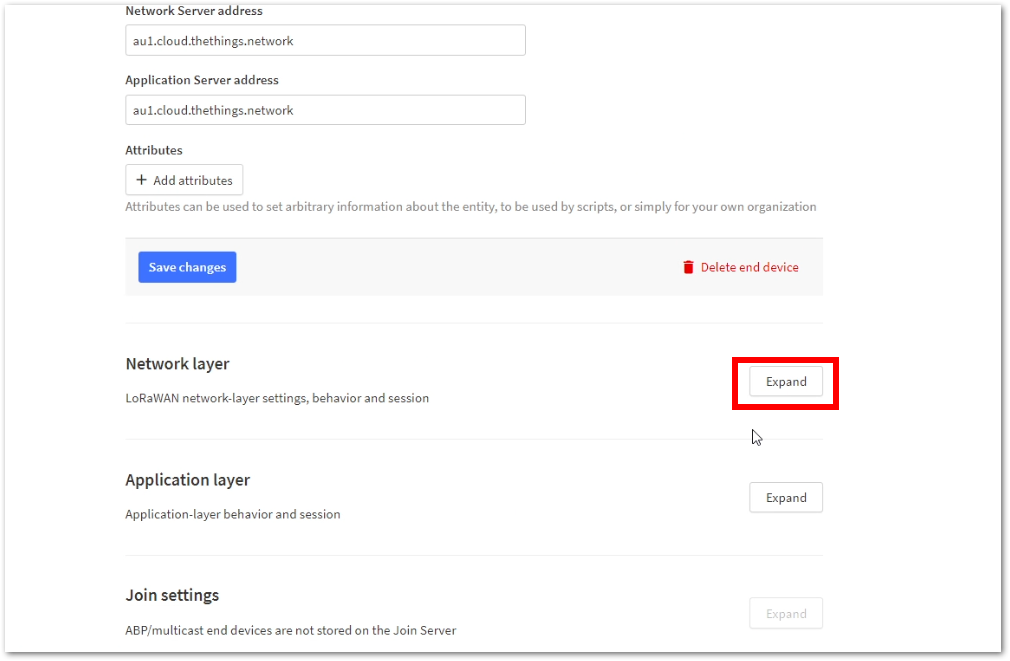 Network Server address
au1.cloud.thethings.network
Application Server address
au1.cloud.thethings.network
Attributes
+ Add attributes
Attributes can be used to set arbitrary information about the entity, to be used by scripts, or simply for your own organization
Save changes
Delete end device
Network layer
Expand
LoRaWAN network-layer settings, behavior and session
Application layer
Expand
Application-layer behavior and session
Join settings
Expand
ABP/multicast end devices are not stored on the Join Server